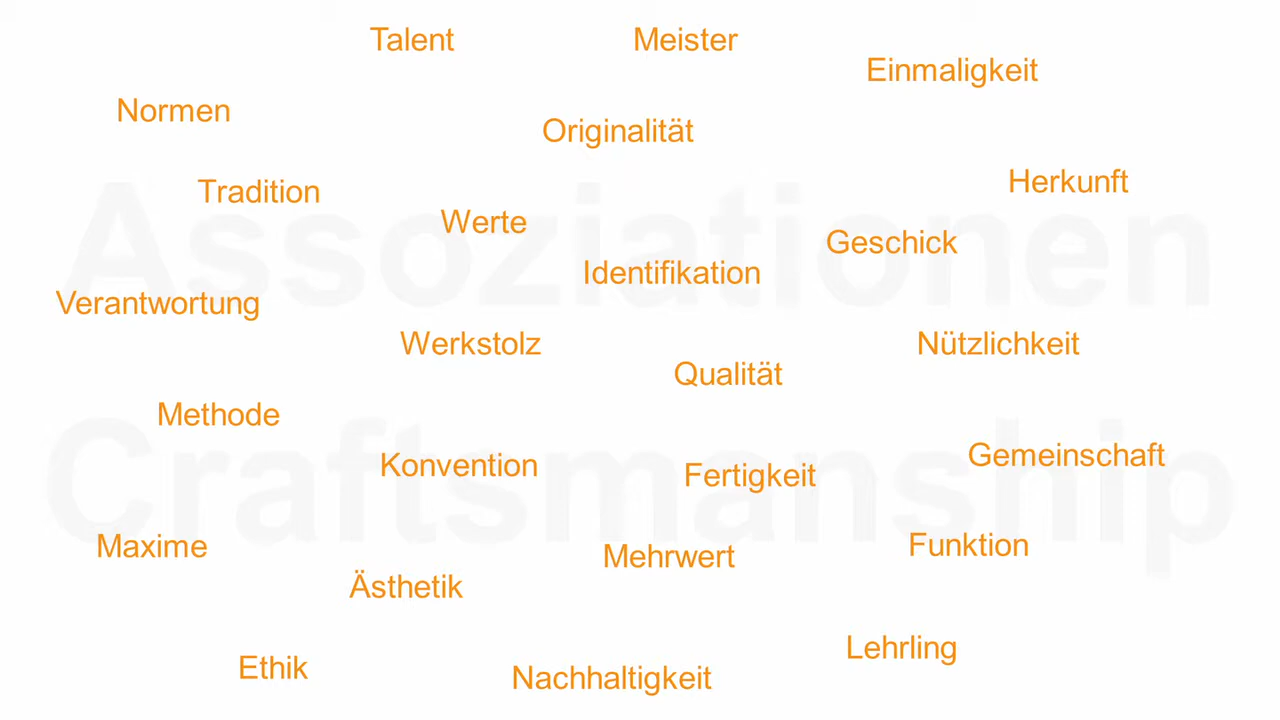 Talent
Meister
Einmaligkeit
Normen
Originalität
Herkunft
Tradition
Werte
Geschick
Assoziationen
Identifikation
Verantwortung
Werkstolz
Nützlichkeit
Qualität
Methode
Gemeinschaft
Konvention
Fertigkeit
Craftsmanship
Maxime
Funktion
Mehrwert
Ästhetik
Lehrling
Ethik
Nachhaltigkeit